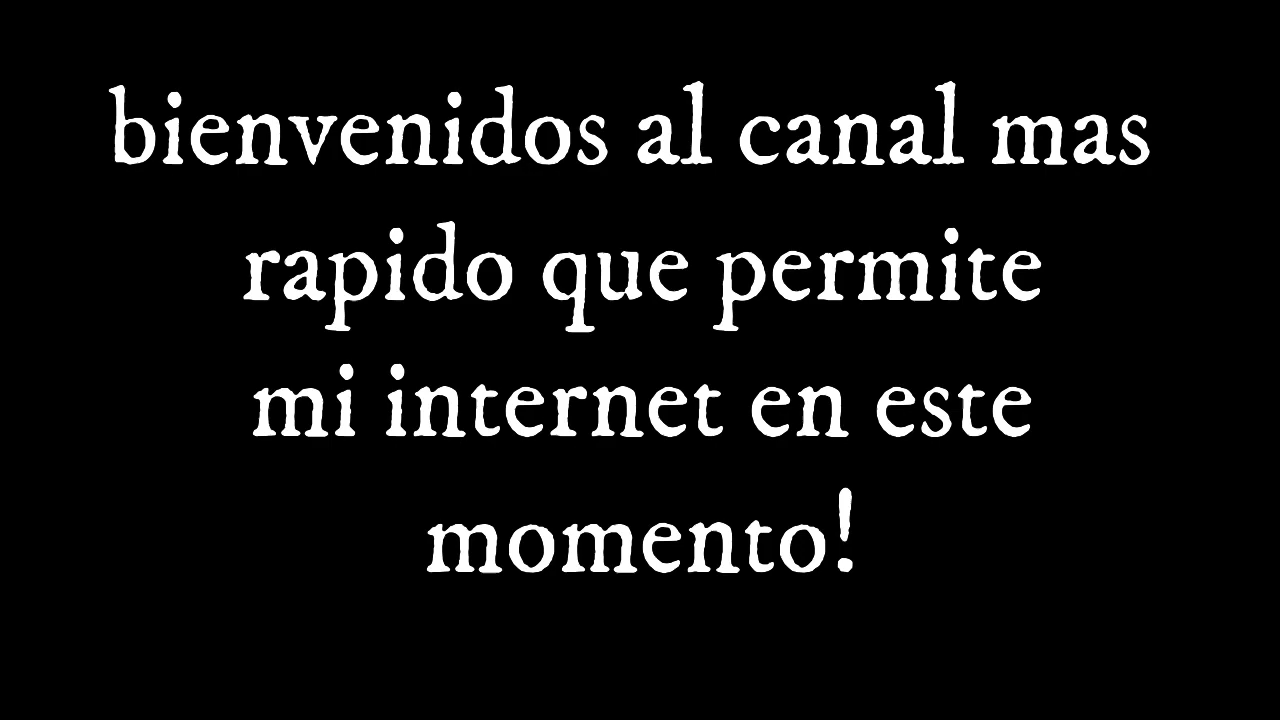 bienvenidos al canal mas
rapido que permite
mi internet en este
momento!